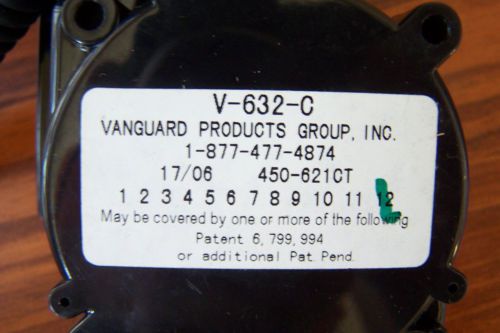 V-632-C
VANGUARD PRODUCTS GROUP, INC.
1-877-477-4874
17/06 450-621CT
1 2 3 4 5 6 7 8 9 10 11 12
May be covered by one or more of the following
Patent 6,799,994
or additional Pat. Pend.